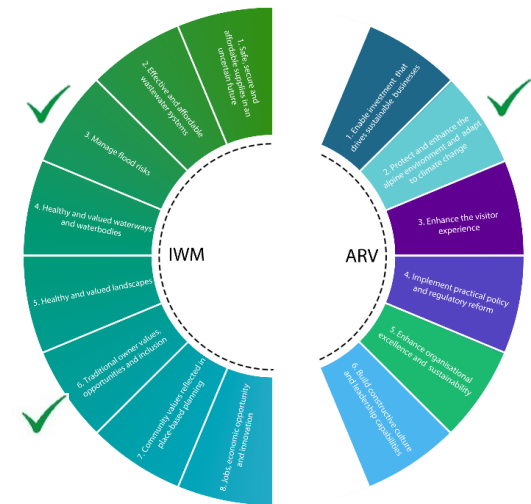 1. Safe, secure and
affordable supplies in an
uncertain future
2. Effective and affordable
wastewater systems
3. Manage flood risks
4. Healthy and valued waterways
and waterbodies
5. Healthy and valued landscapes
6. Traditional owner values,
opportunities and inclusion
7. Community values reflected in
place-based planning
8. Jobs, economic opportunity
and innovation
IWM
ARV
1. Enable investment that
drives sustainable businesses
2. Protect and enhance the
alpine environment and adapt
to climate change
3. Enhance the visitor
experience
4. Implement practical policy
and regulatory reform
5. Enhance organisational
excellence and sustainability
6. Build constructive culture
and leadership capabilities